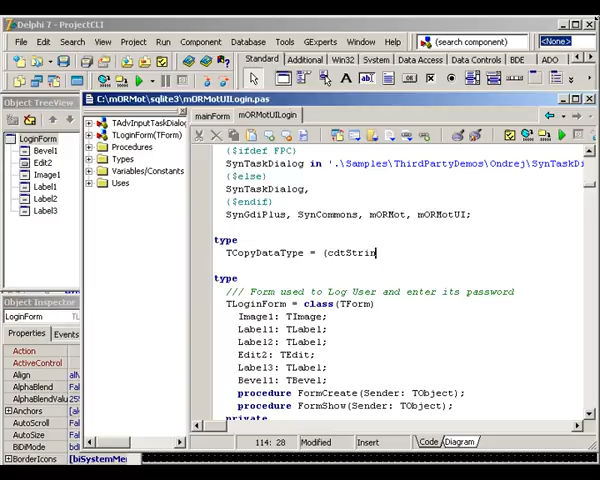 Delphi 7 - ProjectCLI
File Edit Search View Project Run Component Database GExperts Window Help
(search component)
<None>
Standard Additional Win32 System Data Access Data Controls BDE ADO
Object TreeView
LoginForm
Bevel1
Edit2
Image1
Label1
Label2
Label3
Object Inspector
LoginForm
Properties Events
Action
ActiveControl
Align
AlphaBlend Fal
AlphaBlendValu 255
Anchors
AutoScroll
AutoSize
BiDiMode
BorderIcons [biSystemMe
C:\mORMot\sqlite3\mORMotUILogin.pas
TAdvInputTaskDialog
TLoginForm(TForm)
Procedures
Types
Variables/Constants
Uses
mainForm mORMotUILogin
{$ifdef FPC}
SynTaskDialog in '.\Samples\ThirdPartyDemos\Ondrej\SynTaskDi
{$else}
SynTaskDialog,
{$endif}
SynGdiPlus, SynCommons, mORMot, mORMotUI;
type
TCopyDataType = (cdtStrin
type
/// Form used to Log User and enter its password
TLoginForm = class(TForm)
Image1: TImage;
Label1: TLabel;
Label2: TLabel;
Edit2: TEdit;
Label3: TLabel;
Bevel1: TBevel;
procedure FormCreate(Sender: TObject);
procedure FormShow(Sender: TObject);
private
114: 28 Modified Insert Code Diagram